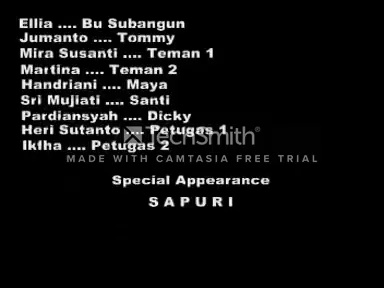 Ellia .... Bu Subangun
Jumanto .... Tommy
Mira Susanti .... Teman 1
Martina .... Teman 2
Handriani .... Maya
Sri Mujiati .... Santi
Pardiansyah .... Dicky
Heri Sutanto .... Petugas 1
Ikfha .... Petugas 2
TechSmith
MADE WITH CAMTASIA FREE TRIAL
Special Appearance
S A P U R I